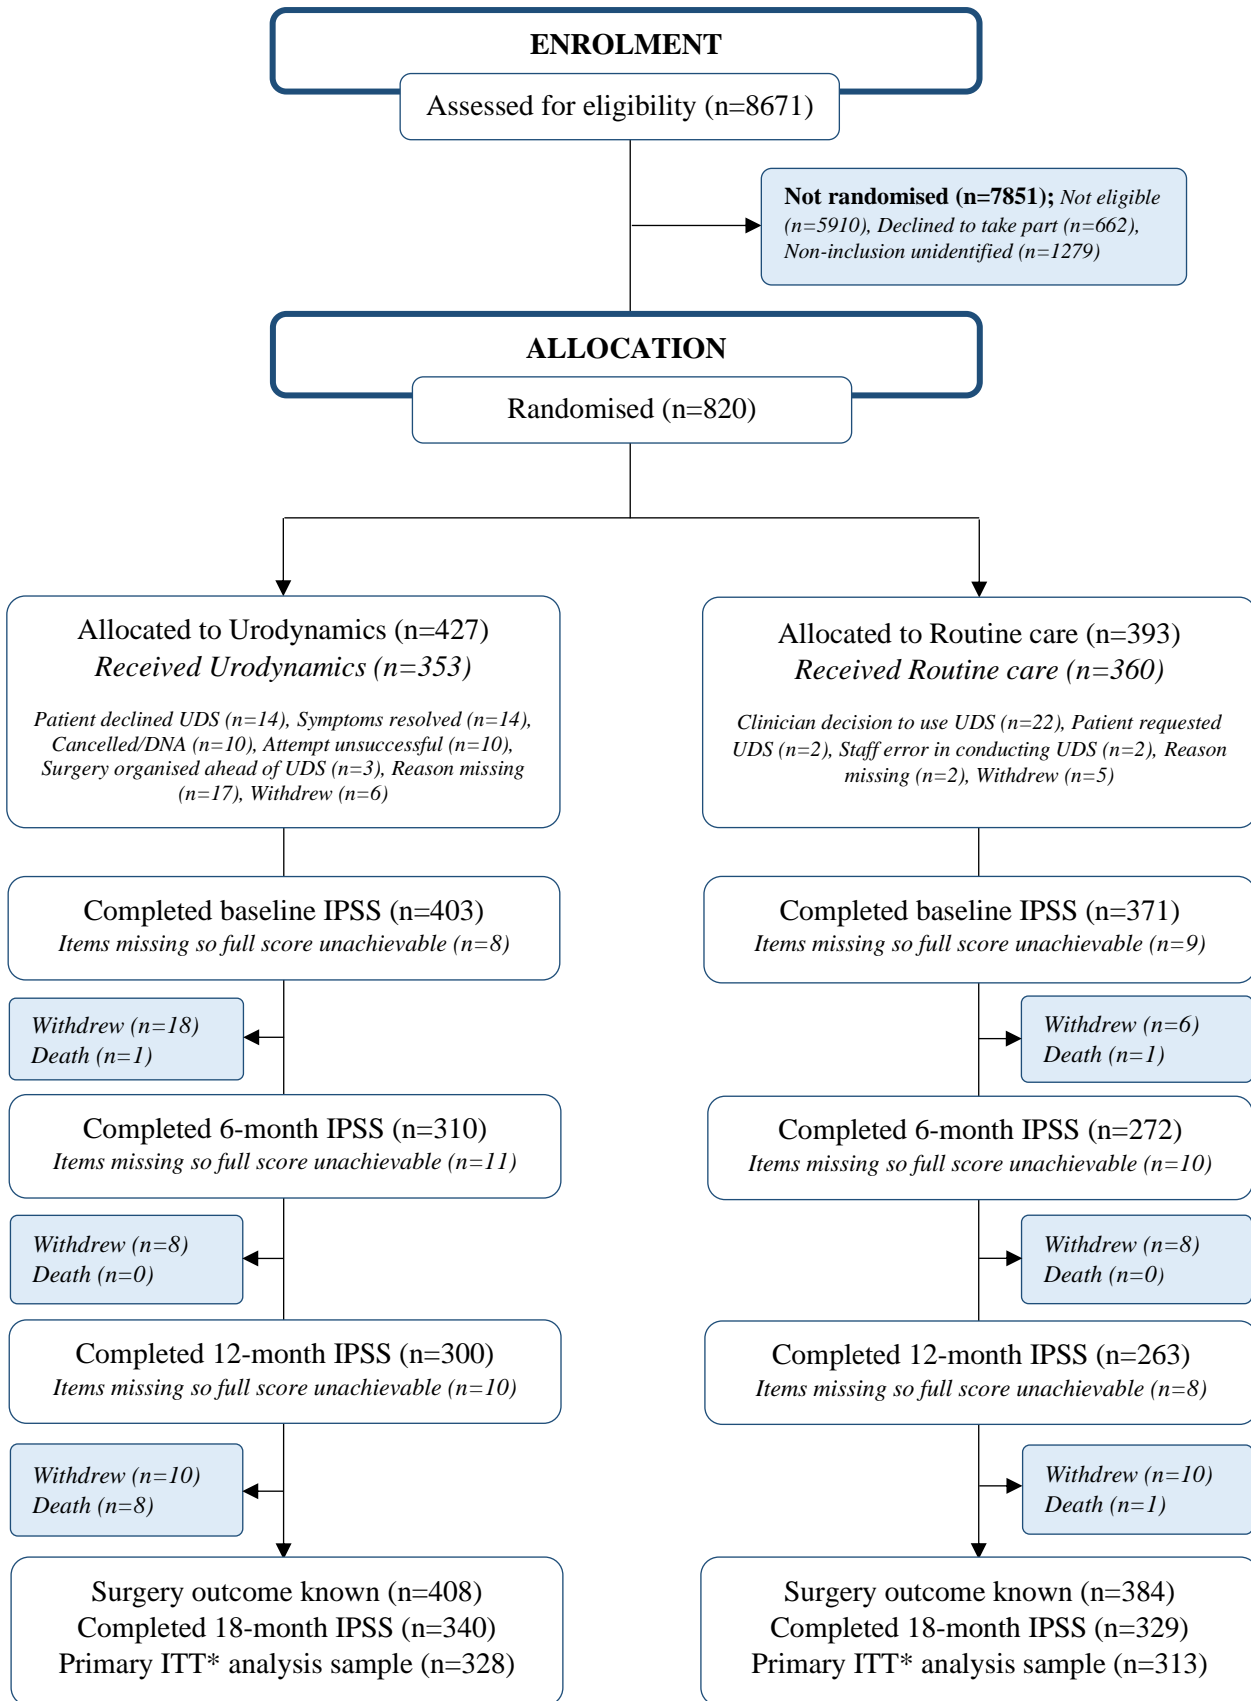 ENROLMENT
Assessed for eligibility (n=8671)
Not randomised (n=7851); Not eligible
(n=5910), Declined to take part (n=662),
Non-inclusion unidentified (n=1279)
ALLOCATION
Randomised (n=820)
Allocated to Urodynamics (n=427)
Received Urodynamics (n=353)
Patient declined UDS (n=14), Symptoms resolved (n=14),
Cancelled/DNA (n=10), Attempt unsuccessful (n=10),
Surgery organised ahead of UDS (n=3), Reason missing
(n=17), Withdrew (n=6)
Allocated to Routine care (n=393)
Received Routine care (n=360)
Clinician decision to use UDS (n=22), Patient requested
UDS (n=2), Staff error in conducting UDS (n=2), Reason
missing (n=2), Withdrew (n=5)
Completed baseline IPSS (n=403)
Items missing so full score unachievable (n=8)
Completed baseline IPSS (n=371)
Items missing so full score unachievable (n=9)
Withdrew (n=18)
Death (n=1)
Withdrew (n=6)
Death (n=1)
Completed 6-month IPSS (n=310)
Items missing so full score unachievable (n=11)
Completed 6-month IPSS (n=272)
Items missing so full score unachievable (n=10)
Withdrew (n=8)
Death (n=0)
Withdrew (n=8)
Death (n=0)
Completed 12-month IPSS (n=300)
Items missing so full score unachievable (n=10)
Completed 12-month IPSS (n=263)
Items missing so full score unachievable (n=8)
Withdrew (n=10)
Death (n=8)
Withdrew (n=10)
Death (n=1)
Surgery outcome known (n=408)
Completed 18-month IPSS (n=340)
Primary ITT* analysis sample (n=328)
Surgery outcome known (n=384)
Completed 18-month IPSS (n=329)
Primary ITT* analysis sample (n=313)